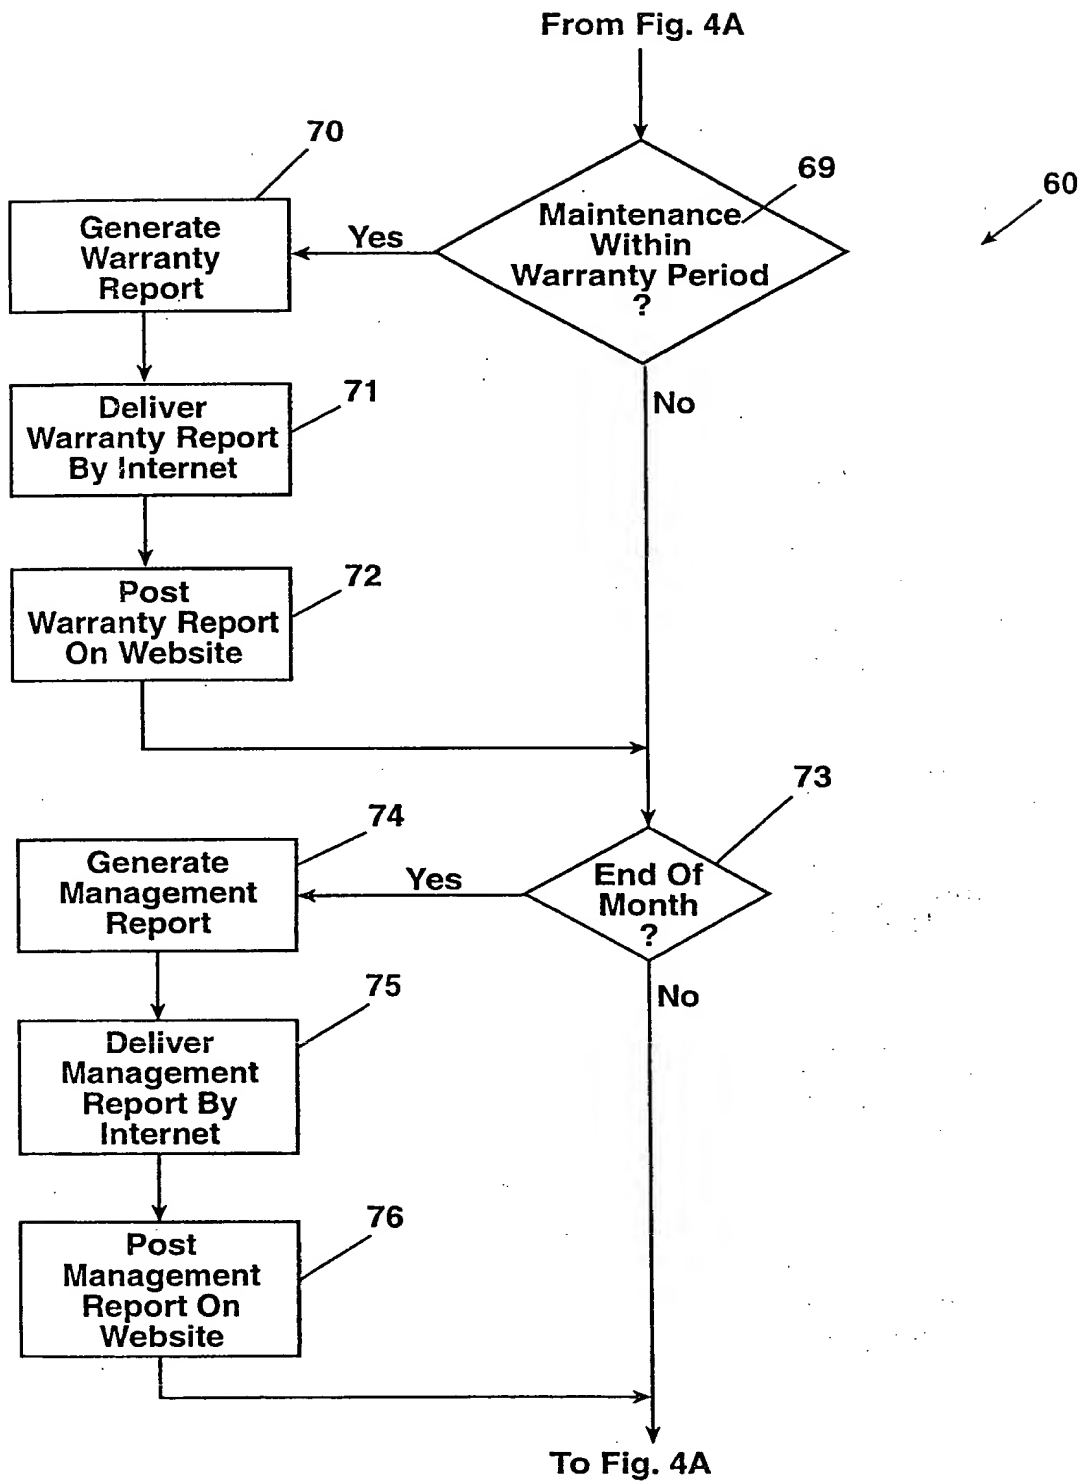 From Fig. 4A
70
69
60
Maintenance
Within
Warranty Period
?
Yes
Generate
Warranty
Report
No
71
Deliver
Warranty Report
By Internet
72
Post
Warranty Report
On Website
73
End Of
Month
?
74
Yes
Generate
Management
Report
No
75
Deliver
Management
Report By
Internet
76
Post
Management
Report On
Website
To Fig. 4A